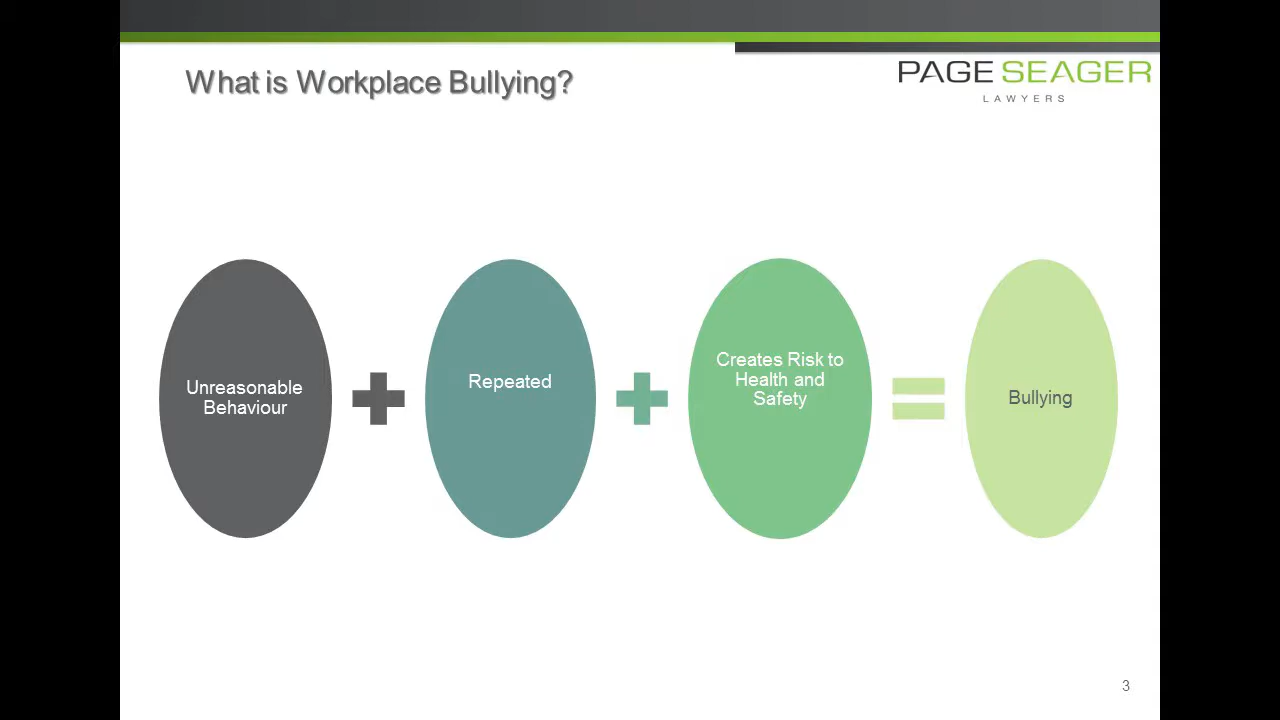 What is Workplace Bullying?
PAGE SEAGER
LAWYERS
Unreasonable
Behaviour
Repeated
Creates Risk to
Health and
Safety
Bullying
3